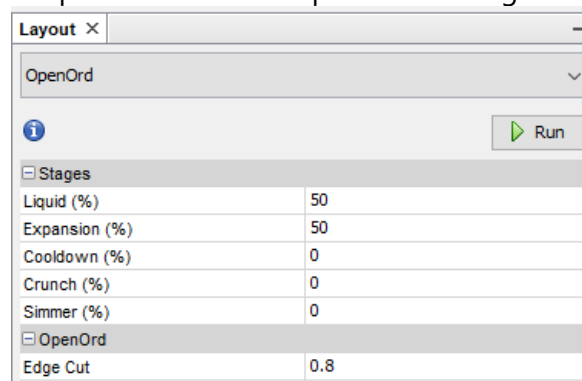 Layout ×
OpenOrd
Run
Stages
Liquid (%) 50
Expansion (%) 50
Cooldown (%) 0
Crunch (%) 0
Simmer (%) 0
OpenOrd
Edge Cut 0.8